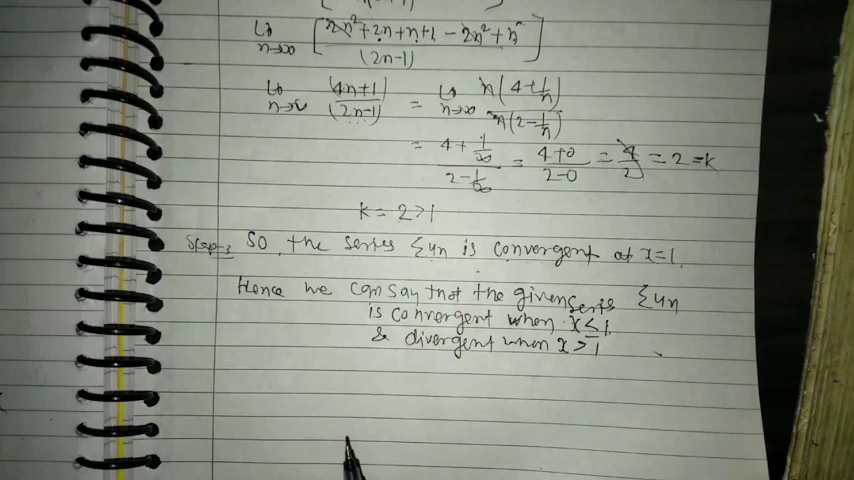 lt n→∞ [2n²+2n+n+1-2n²+n / (2n-1)]
lt n→∞ (4n+1)/(2n-1) = lt n→∞ n(4+1/n) / n(2-1/n)
= 4+1/∞ / 2-1/∞ = 4+0/2-0 = 4/2 = 2 = k
k = 2>1
Step-3 So, the series Σun is convergent at x=1.
Hence we can say that the given series Σun
is convergent when x≤1.
& divergent when x>1